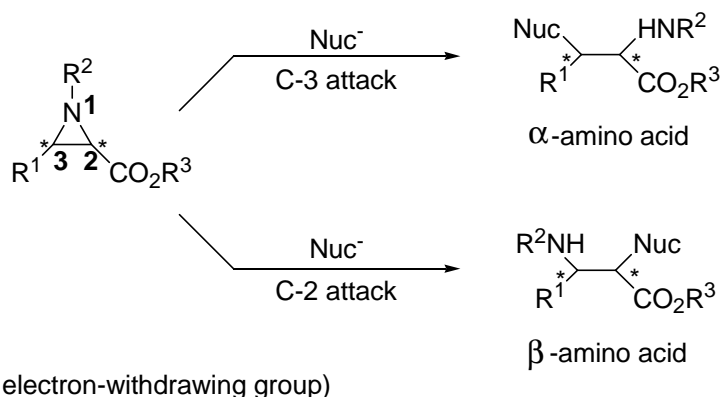 Nuc⁻
C-3 attack
Nuc HNR²
* *
R¹ CO₂R³
α-amino acid
R²
N 1
* *
R¹ 3 2 CO₂R³
Nuc⁻
C-2 attack
R²NH Nuc
* *
R¹ CO₂R³
β-amino acid
electron-withdrawing group)